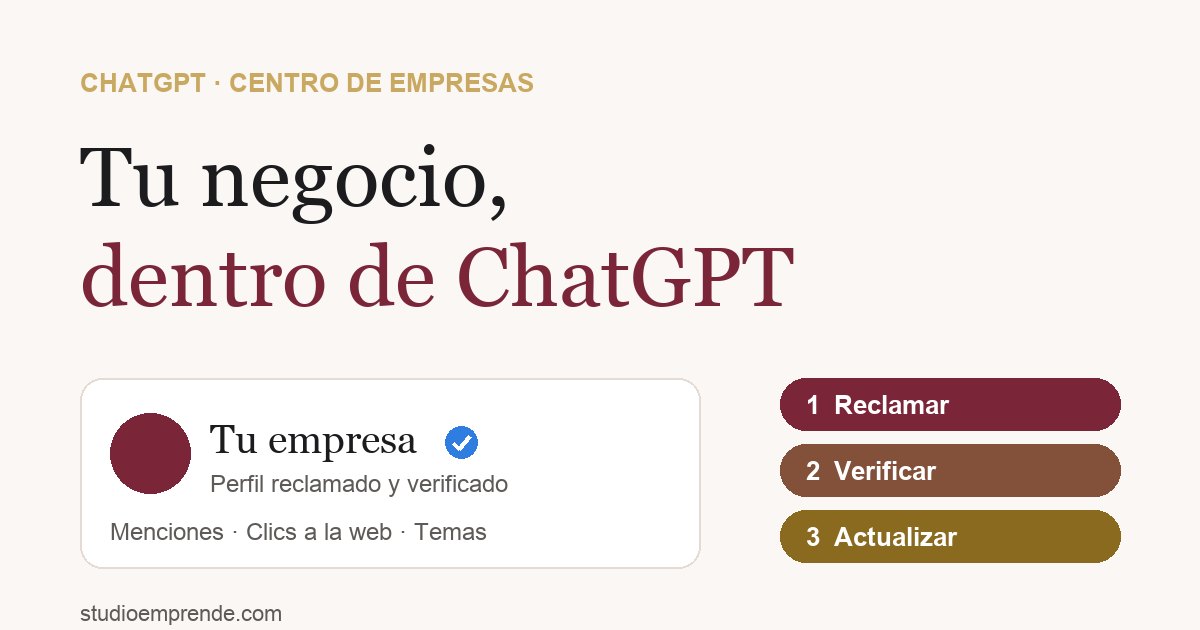 CHATGPT · CENTRO DE EMPRESAS
Tu negocio,
dentro de ChatGPT
Tu empresa
Perfil reclamado y verificado
Menciones · Clics a la web · Temas
1 Reclamar
2 Verificar
3 Actualizar
studioemprende.com